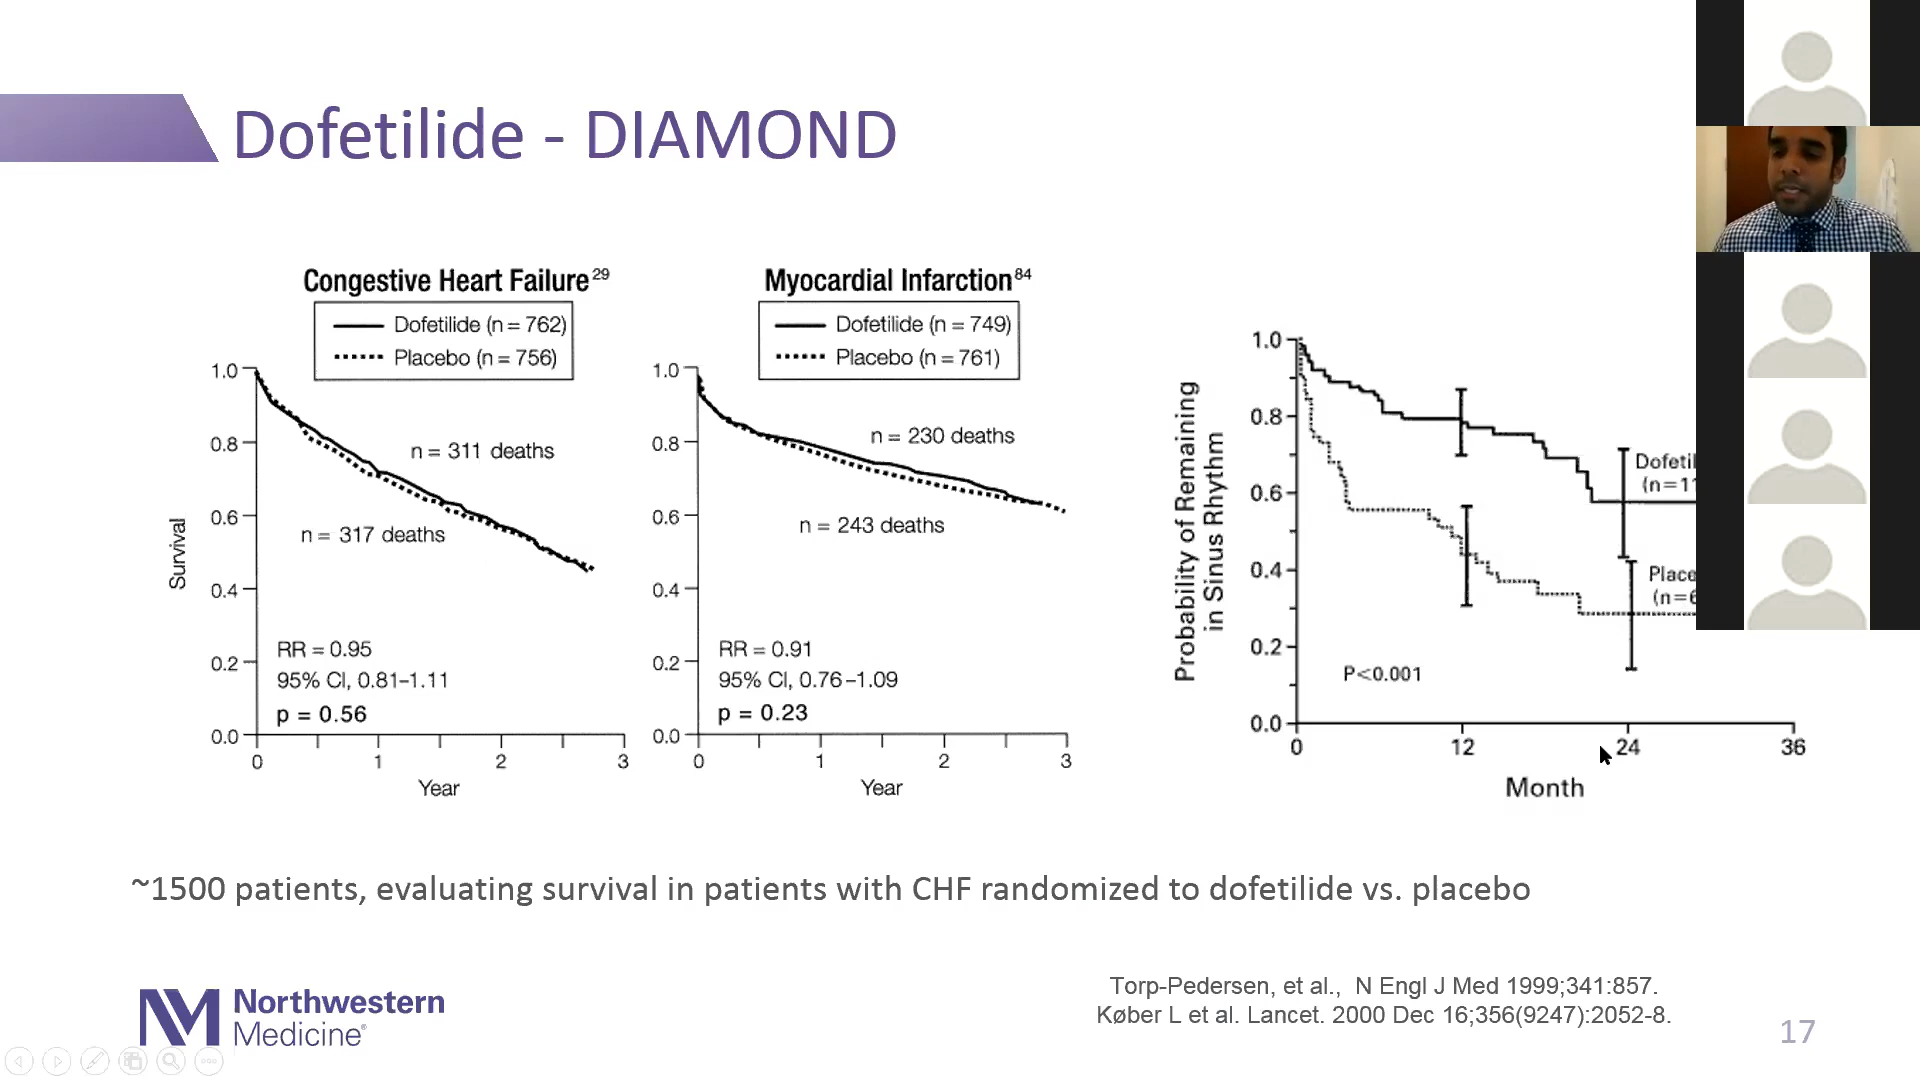 Dofetilide - DIAMOND
Congestive Heart Failure29
Dofetilide (n = 762)
Placebo (n = 756)
1.0
0.8
0.6
0.4
0.2
0.0
Survival
n = 311 deaths
n = 317 deaths
RR = 0.95
95% CI, 0.81–1.11
p = 0.56
0 1 2 3
Year
Myocardial Infarction84
Dofetilide (n = 749)
Placebo (n = 761)
1.0
0.8
0.6
0.4
0.2
0.0
n = 230 deaths
n = 243 deaths
RR = 0.91
95% CI, 0.76–1.09
p = 0.23
0 1 2 3
Year
Probability of Remaining
in Sinus Rhythm
1.0
0.8
0.6
0.4
0.2
0.0
Dofetil
(n=11
Place
(n=6
P<0.001
0 12 24 36
Month
~1500 patients, evaluating survival in patients with CHF randomized to dofetilide vs. placebo
Northwestern
Medicine®
Torp-Pedersen, et al., N Engl J Med 1999;341:857.
Køber L et al. Lancet. 2000 Dec 16;356(9247):2052-8.
17